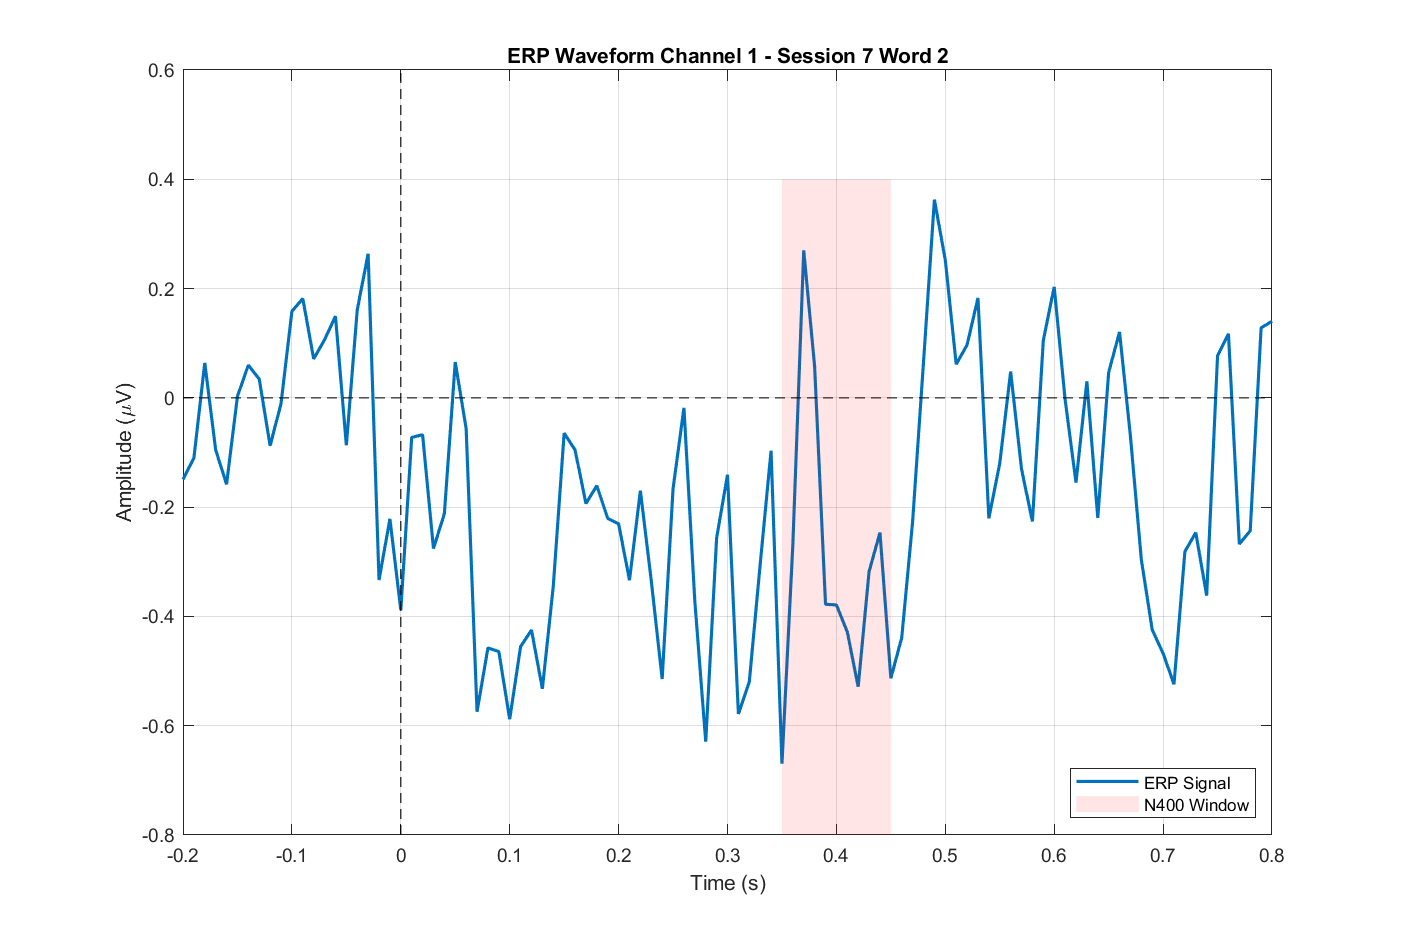 ERP Waveform Channel 1 - Session 7 Word 2
0.6
0.4
0.2
0
-0.2
-0.4
-0.6
-0.8
Amplitude (μV)
-0.2 -0.1 0 0.1 0.2 0.3 0.4 0.5 0.6 0.7 0.8
Time (s)
ERP Signal
N400 Window